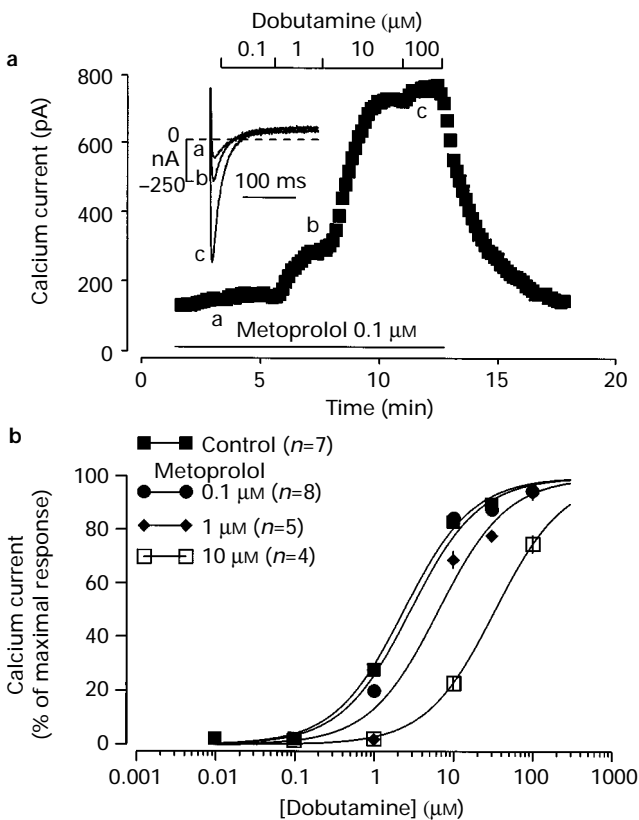 Dobutamine (μM)
0.1 1 10 100
a
800
600
400
200
0
Calcium current (pA)
0
nA
–250
a
b
c
100 ms
a
b
c
Metoprolol 0.1 μM
0 5 10 15 20
Time (min)
b
Control (n=7)
Metoprolol
0.1 μM (n=8)
1 μM (n=5)
10 μM (n=4)
100
80
60
40
20
0
Calcium current
(% of maximal response)
0.001 0.01 0.1 1 10 100 1000
[Dobutamine] (μM)